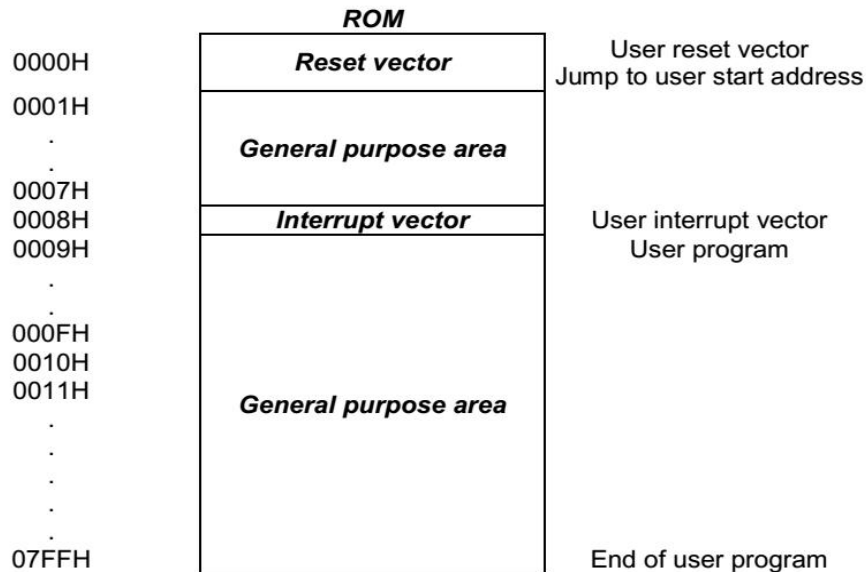 ROM
0000H Reset vector User reset vector
Jump to user start address
0001H
.
General purpose area
.
0007H
0008H Interrupt vector User interrupt vector
0009H User program
.
.
000FH
0010H
0011H
General purpose area
.
.
.
.
.
07FFH End of user program